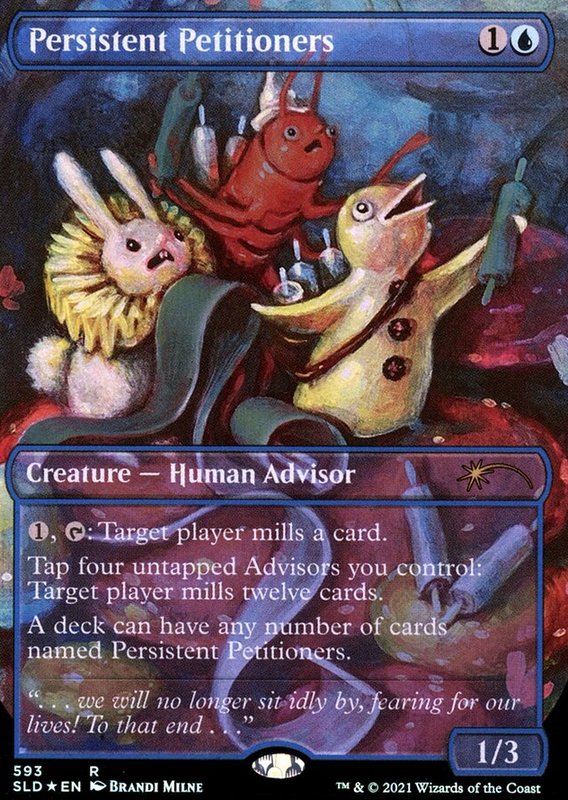 Persistent Petitioners 1
Creature — Human Advisor
1, T: Target player mills a card.
Tap four untapped Advisors you control:
Target player mills twelve cards.
A deck can have any number of cards
named Persistent Petitioners.
“. . . we will no longer sit idly by, fearing for our
lives! To that end . . .”
1/3
593 R
SLD ★ EN BRANDI MILNE
™ & © 2021 Wizards of the Coast